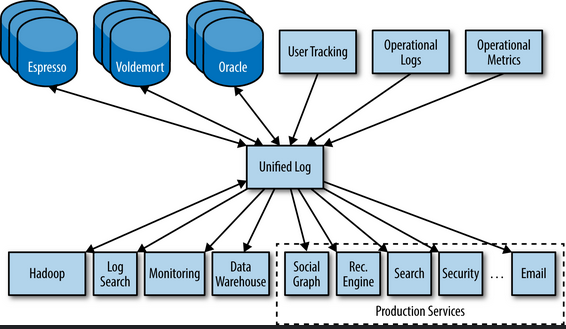 Espresso
Voldemort
Oracle
User Tracking
Operational
Logs
Operational
Metrics
Unified Log
Hadoop
Log
Search
Monitoring
Data
Warehouse
Social
Graph
Rec.
Engine
Search
Security
...
Email
Production Services